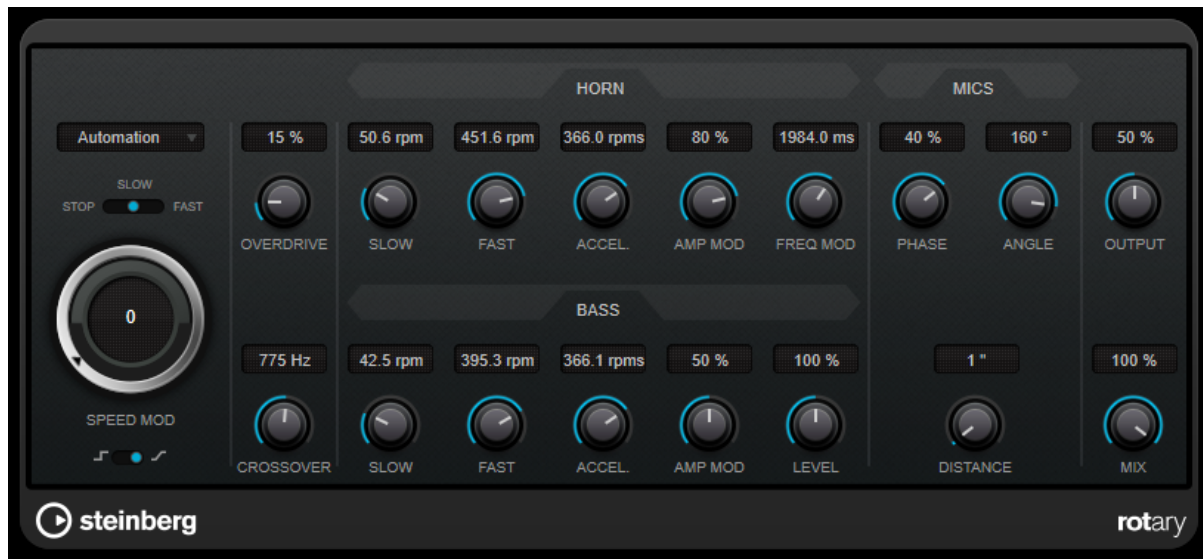 HORN MICS
Automation 15 % 50.6 rpm 451.6 rpm 366.0 rpms 80 % 1984.0 ms 40 % 160 ° 50 %
SLOW
STOP FAST
OVERDRIVE SLOW FAST ACCEL. AMP MOD FREQ MOD PHASE ANGLE OUTPUT
BASS
0
775 Hz 42.5 rpm 395.3 rpm 366.1 rpms 50 % 100 % 1 " 100 %
SPEED MOD
CROSSOVER SLOW FAST ACCEL. AMP MOD LEVEL DISTANCE MIX
steinberg rotary